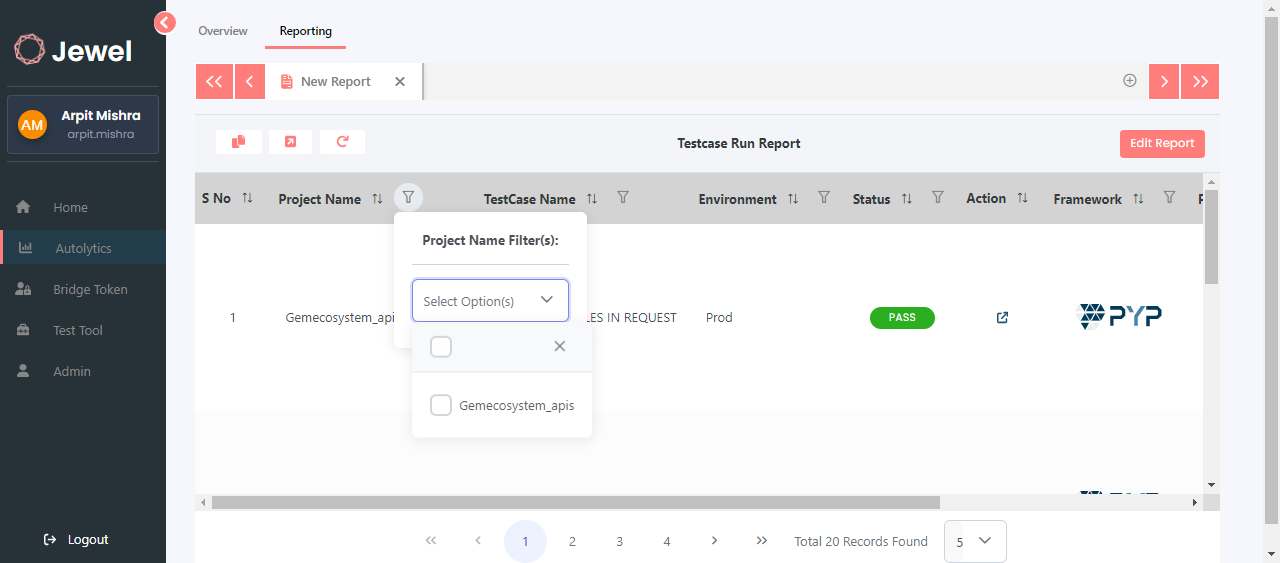 Jewel
AM
Arpit Mishra
arpit.mishra
Home
Autolytics
Bridge Token
Test Tool
Admin
Logout
Overview
Reporting
New Report
Testcase Run Report
Edit Report
S No
Project Name
TestCase Name
Environment
Status
Action
Framework
Project Name Filter(s):
Select Option(s)
Gemecosystem_apis
1
Gemecosystem_api
LES IN REQUEST
Prod
PASS
PYP
1
2
3
4
Total 20 Records Found
5